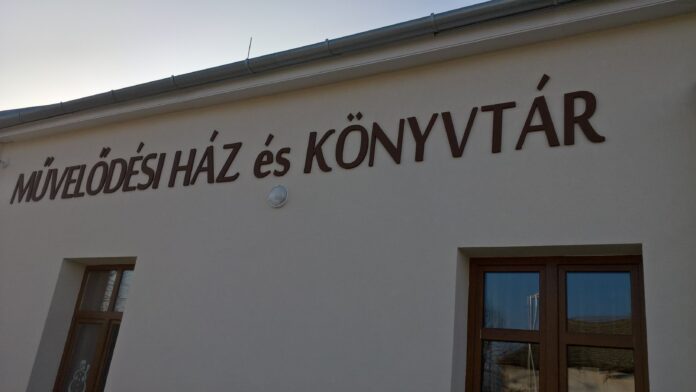 MŰVELŐDÉSI HÁZ és KÖNYVTÁR